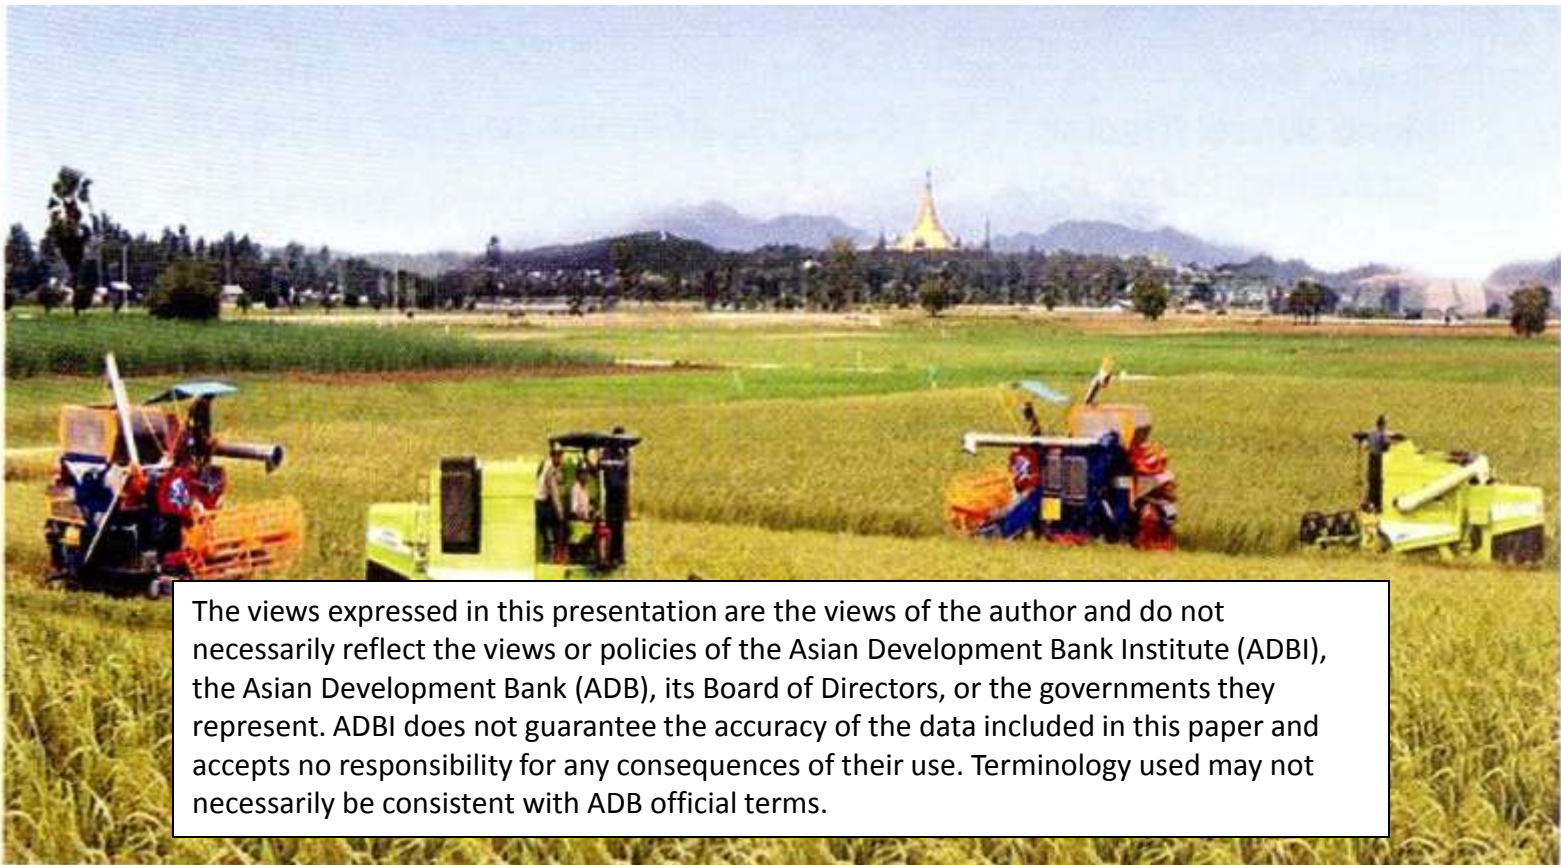 The views expressed in this presentation are the views of the author and do not
necessarily reflect the views or policies of the Asian Development Bank Institute (ADBI),
the Asian Development Bank (ADB), its Board of Directors, or the governments they
represent. ADBI does not guarantee the accuracy of the data included in this paper and
accepts no responsibility for any consequences of their use. Terminology used may not
necessarily be consistent with ADB official terms.